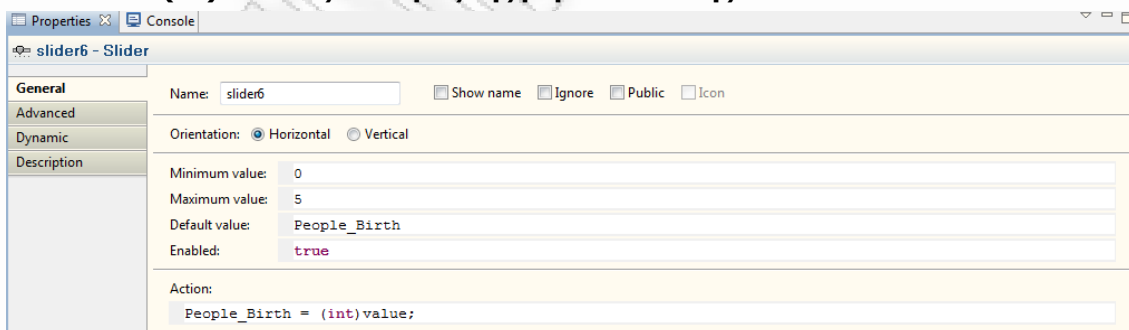 Properties Console
slider6 - Slider
General
Name: slider6 Show name Ignore Public Icon
Advanced
Dynamic
Orientation: Horizontal Vertical
Description
Minimum value: 0
Maximum value: 5
Default value: People_Birth
Enabled: true
Action:
People_Birth = (int)value;